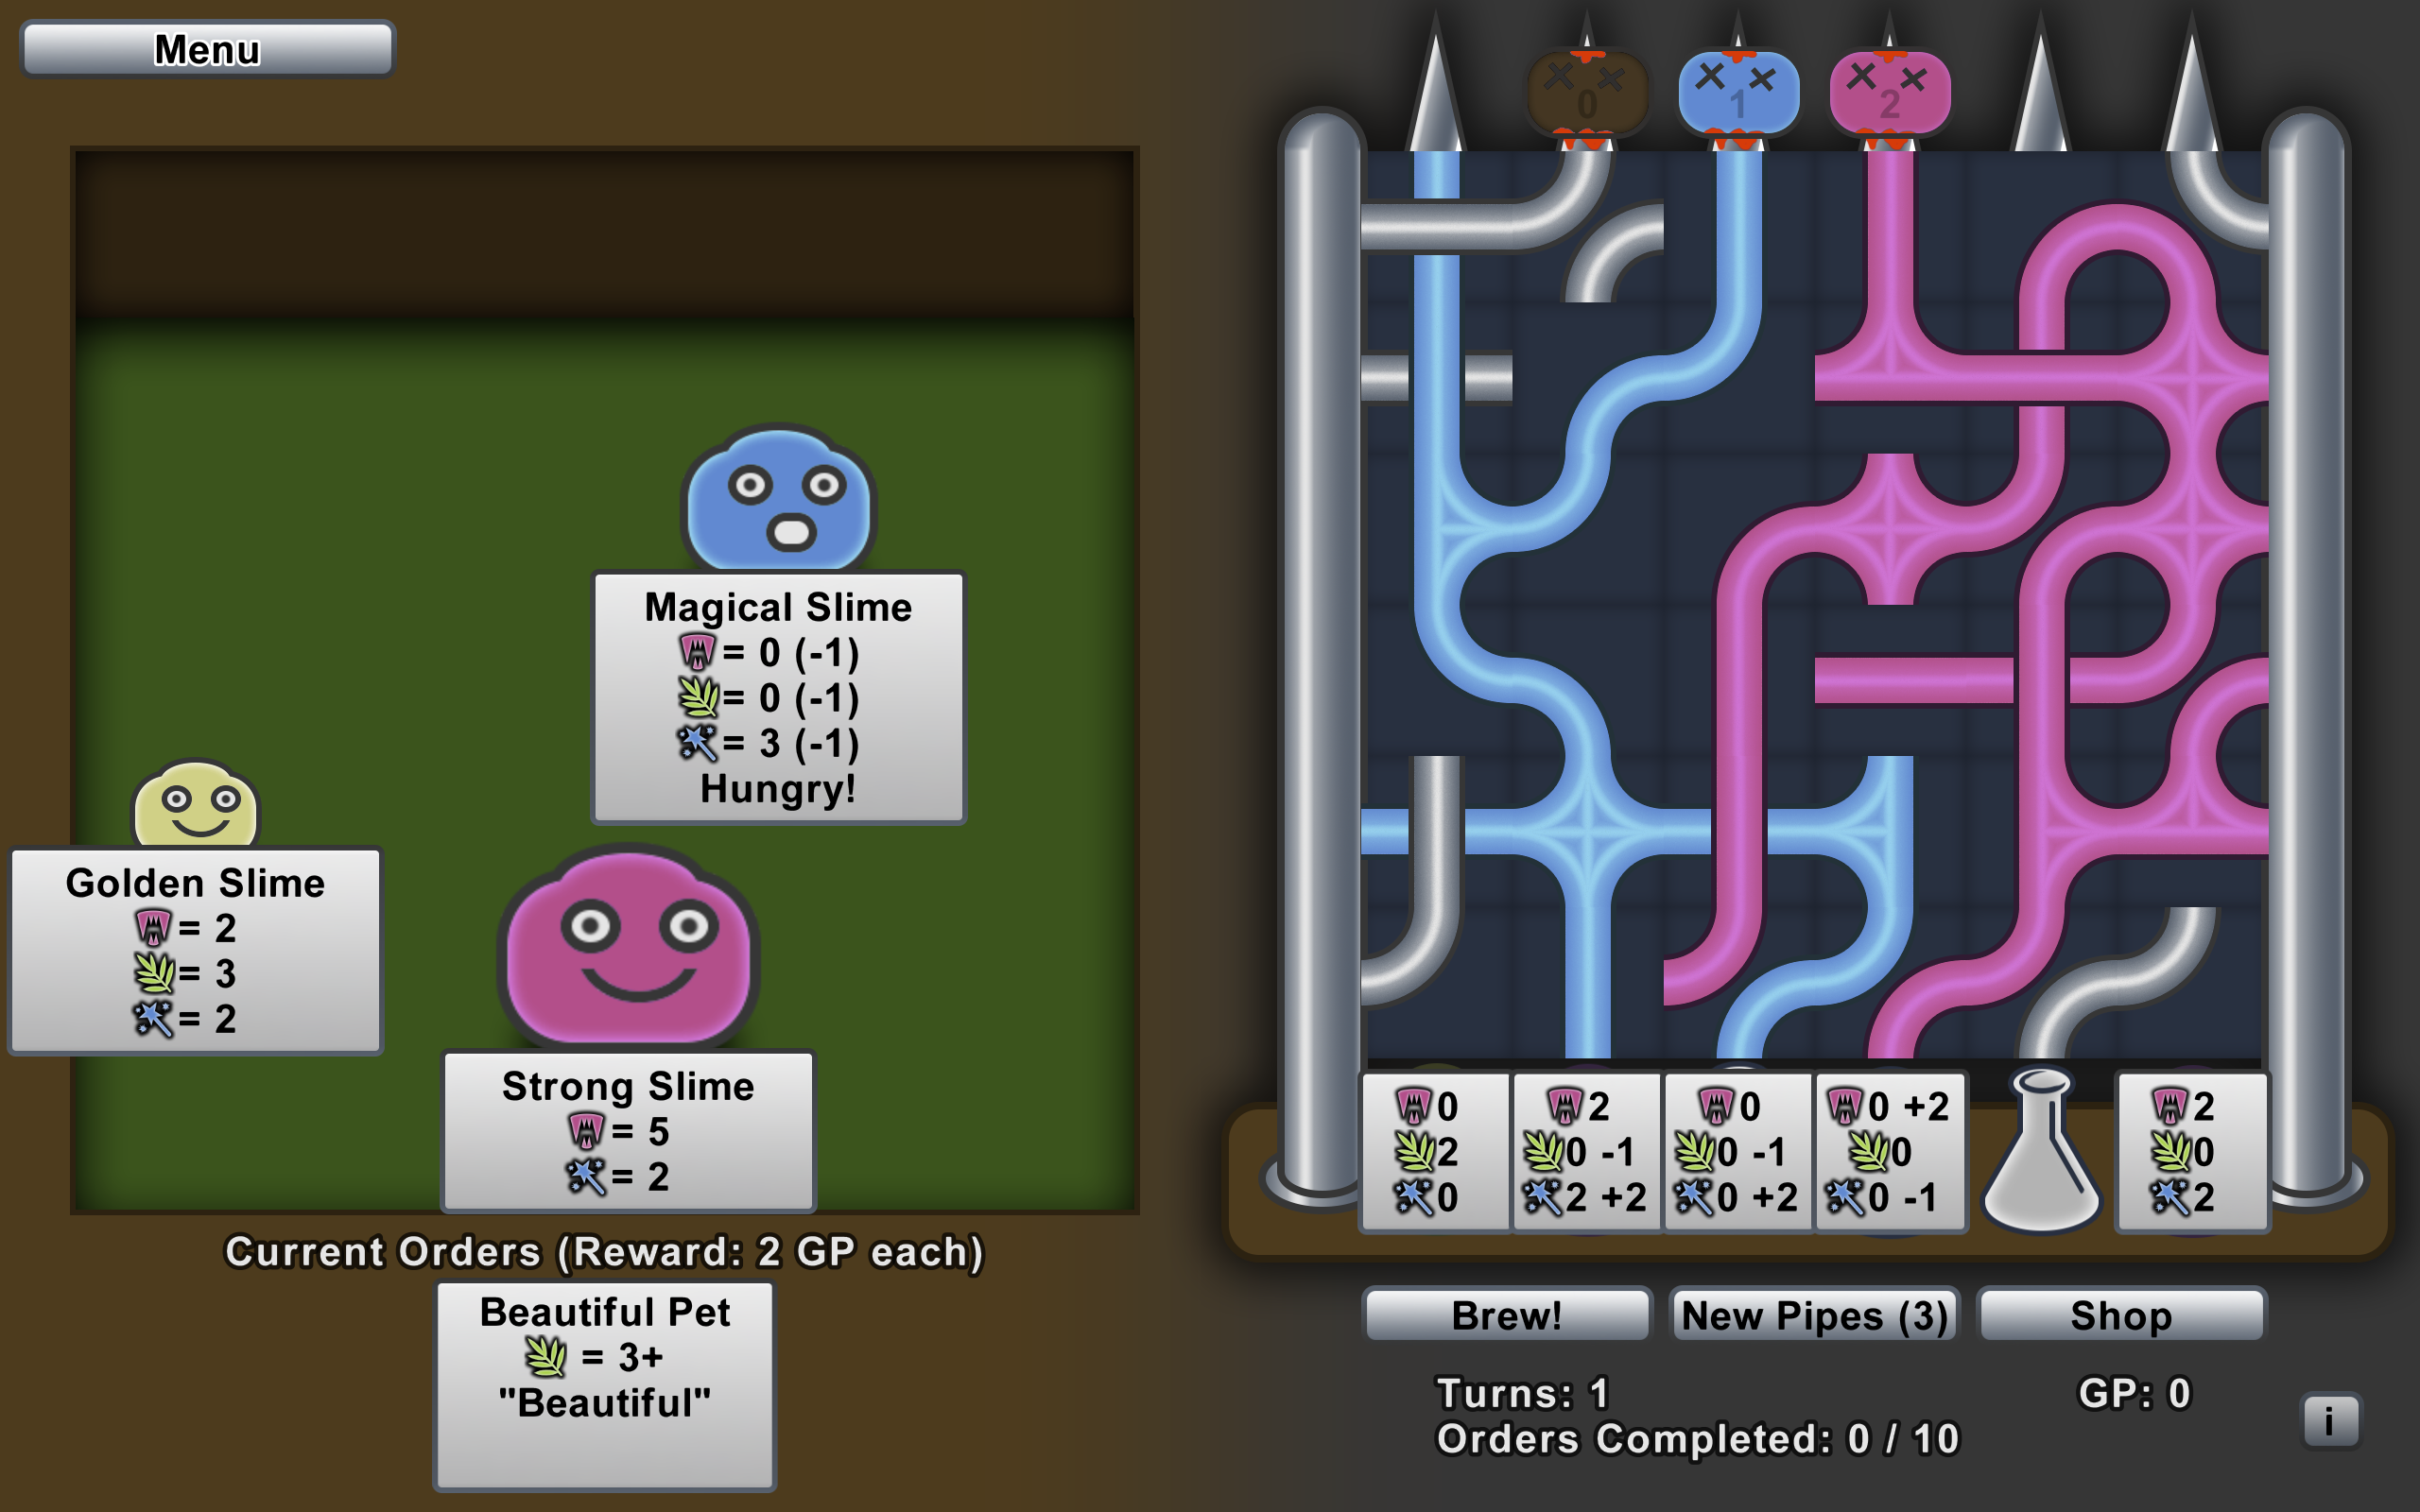 Menu
0
1
2
Magical Slime
= 0 (-1)
= 0 (-1)
= 3 (-1)
Hungry!
Golden Slime
= 2
= 3
= 2
Strong Slime
= 5
= 2
Current Orders (Reward: 2 GP each)
Beautiful Pet
= 3+
"Beautiful"
0
2
0
2
0 -1
2 +2
0
0 -1
0 +2
0 +2
0
0 -1
2
0
2
Brew!
New Pipes (3)
Shop
Turns: 1
GP: 0
Orders Completed: 0 / 10
i